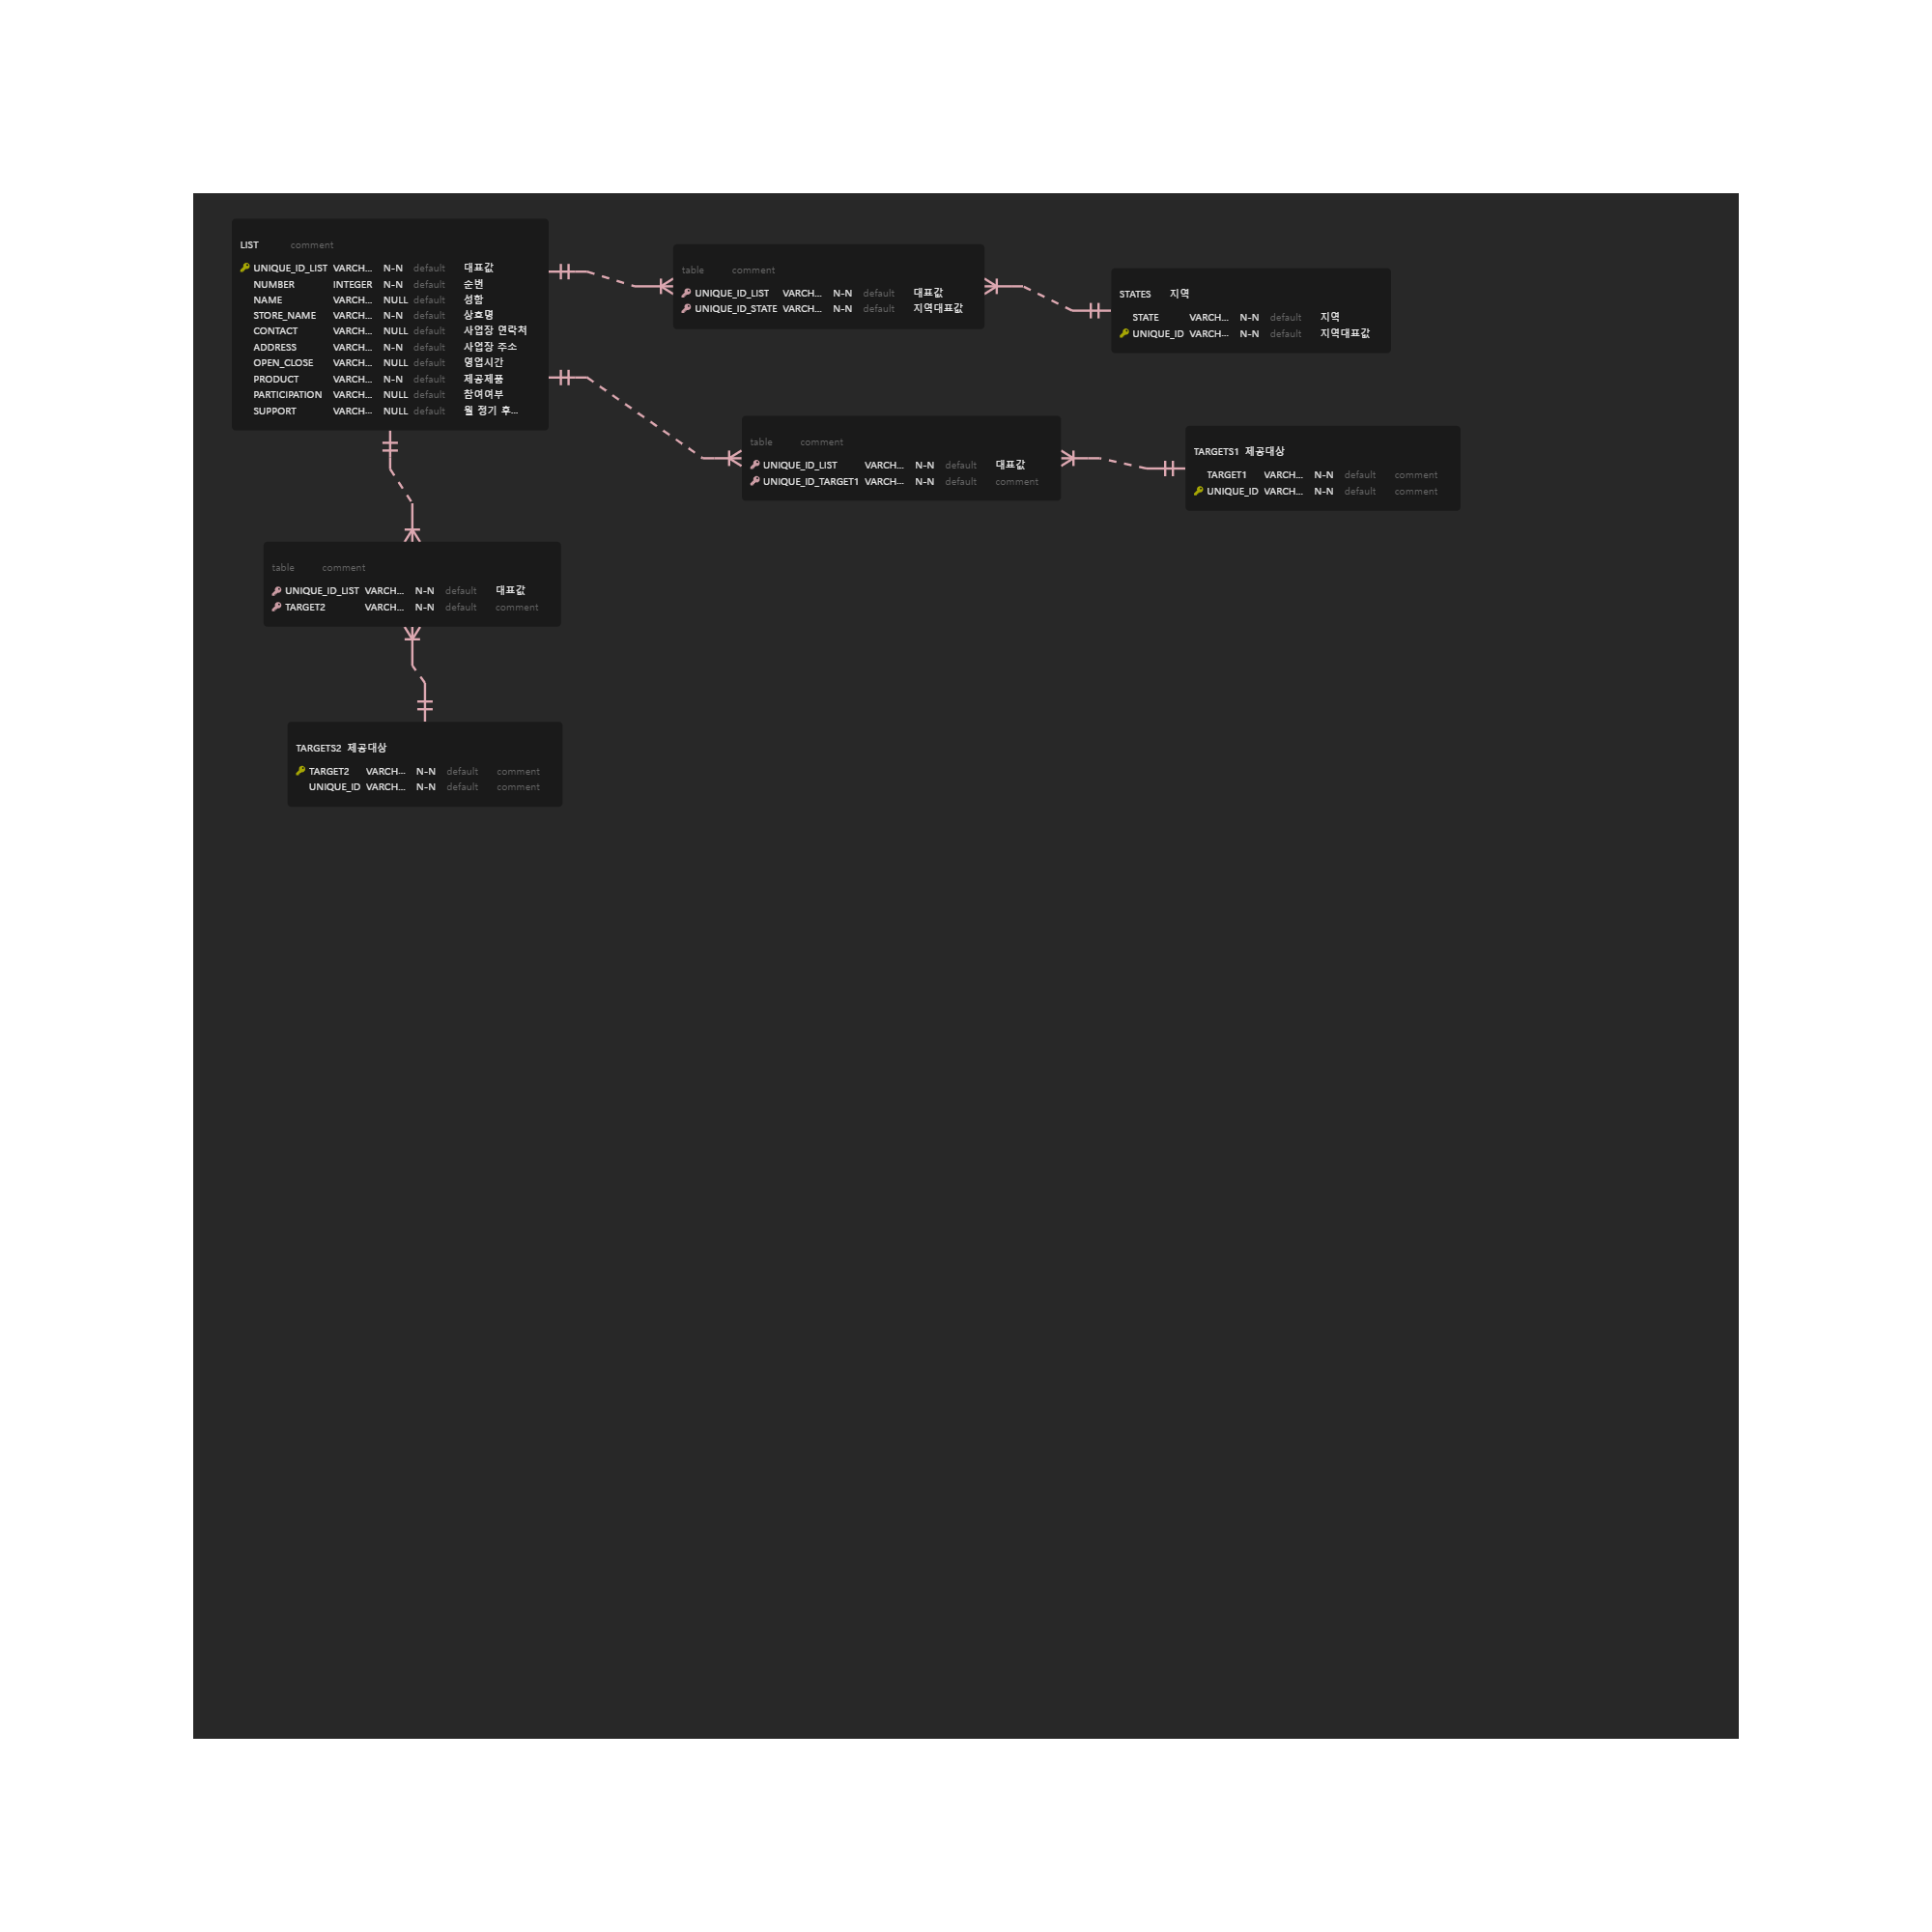 LIST comment
UNIQUE_ID_LIST VARCH... N-N default 대표값
NUMBER INTEGER N-N default 순번
NAME VARCH... NULL default 성함
STORE_NAME VARCH... N-N default 상호명
CONTACT VARCH... NULL default 사업장 연락처
ADDRESS VARCH... N-N default 사업장 주소
OPEN_CLOSE VARCH... NULL default 영업시간
PRODUCT VARCH... N-N default 제공제품
PARTICIPATION VARCH... NULL default 참여여부
SUPPORT VARCH... NULL default 월 정기 후...
table comment
UNIQUE_ID_LIST VARCH... N-N default 대표값
UNIQUE_ID_STATE VARCH... N-N default 지역대표값
STATES 지역
STATE VARCH... N-N default 지역
UNIQUE_ID VARCH... N-N default 지역대표값
table comment
UNIQUE_ID_LIST VARCH... N-N default 대표값
UNIQUE_ID_TARGET1 VARCH... N-N default comment
TARGETS1 제공대상
TARGET1 VARCH... N-N default comment
UNIQUE_ID VARCH... N-N default comment
table comment
UNIQUE_ID_LIST VARCH... N-N default 대표값
TARGET2 VARCH... N-N default comment
TARGETS2 제공대상
TARGET2 VARCH... N-N default comment
UNIQUE_ID VARCH... N-N default comment